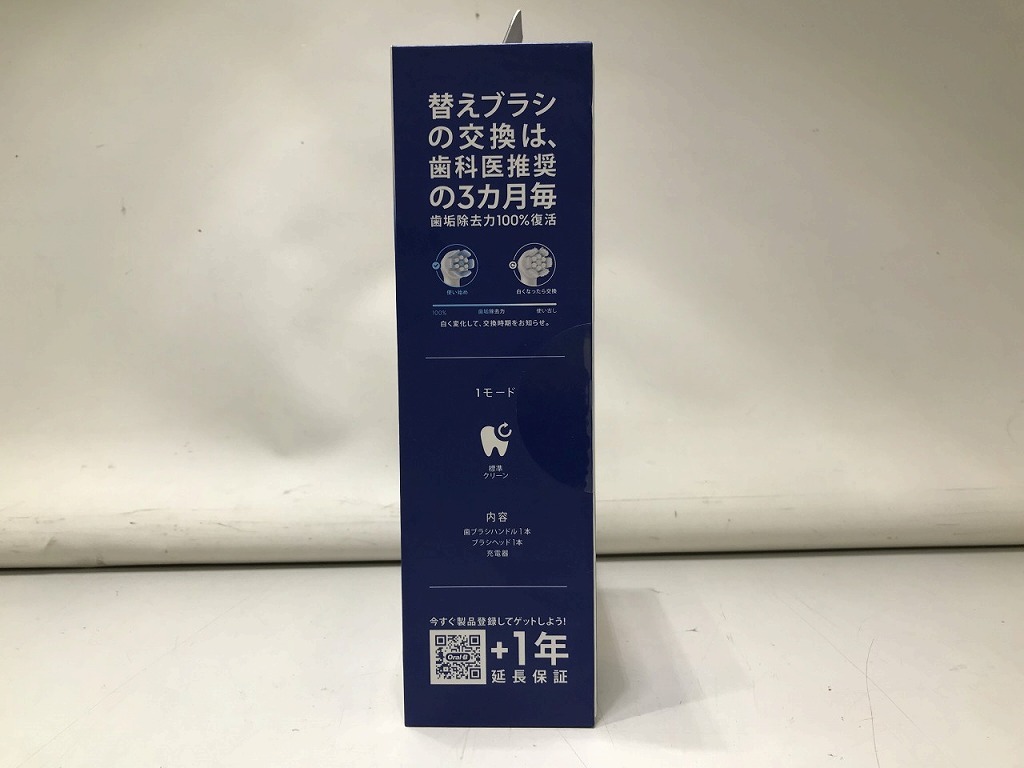 替えブラシ
の交換は、
歯科医推奨
の3カ月毎
歯垢除去力100%復活
使い始め
白くなったら交換
100%
歯垢除去力
使い古し
白く変化して、交換時期をお知らせ。
1モード
標準
クリーン
内容
歯ブラシハンドル1本
ブラシヘッド1本
充電器
今すぐ製品登録してゲットしよう!
Oral-B
+1年
延長保証